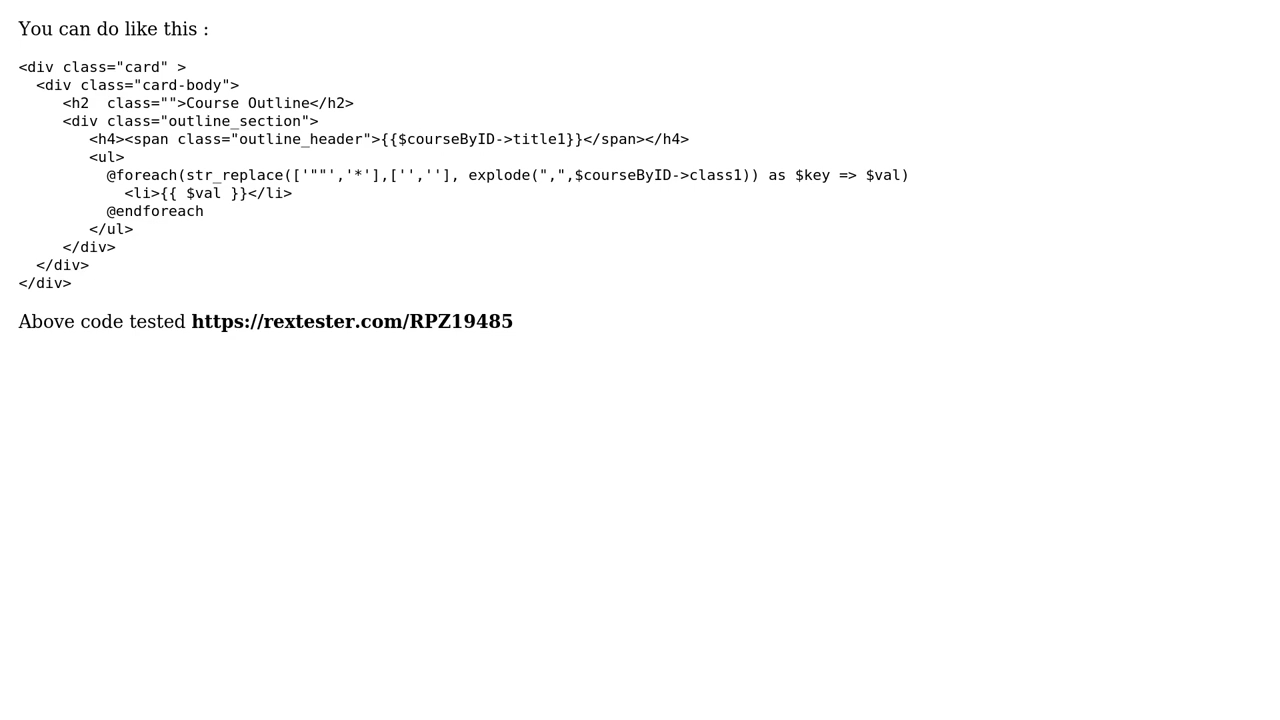 You can do like this :
<div class="card" >
  <div class="card-body">
     <h2  class="">Course Outline</h2>
     <div class="outline_section">
        <h4><span class="outline_header">{{$courseByID->title1}}</span></h4>
        <ul>
          @foreach(str_replace(['""','*'],['',''], explode(",",$courseByID->class1)) as $key => $val)
            <li>{{ $val }}</li>
          @endforeach
        </ul>
     </div>
  </div>
</div>
Above code tested https://rextester.com/RPZ19485